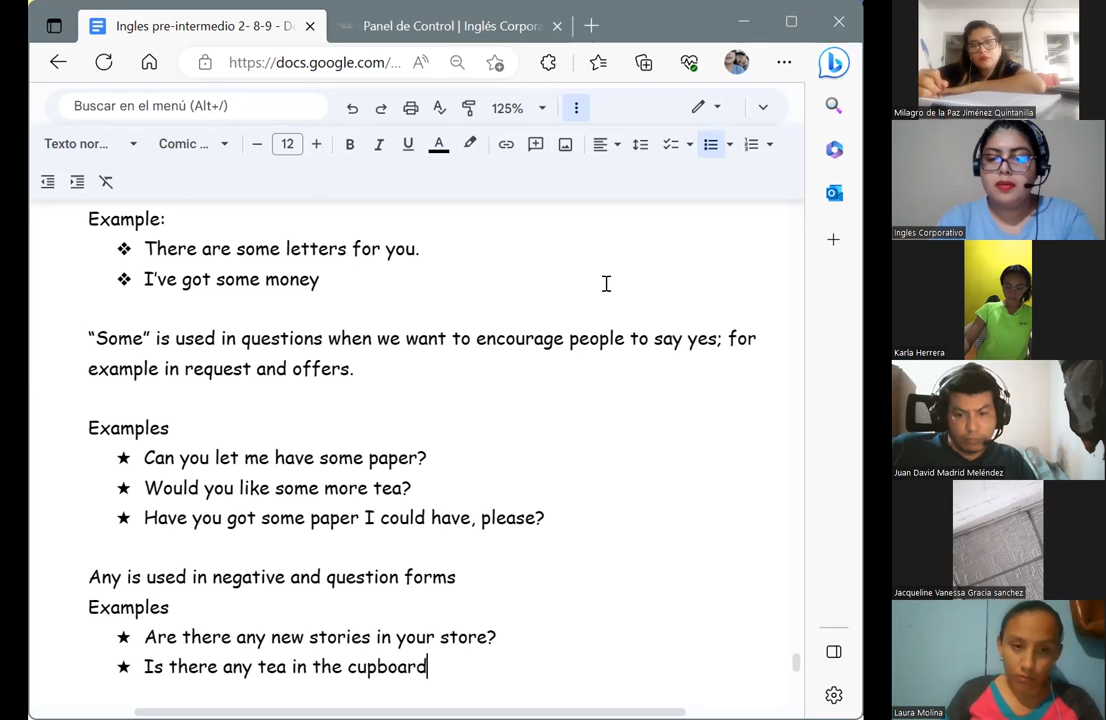 Ingles pre-intermedio 2- 8-9 - Do
Panel de Control | Inglés Corpora
https://docs.google.com/...
Buscar en el menú (Alt+/)
125%
Texto nor...
Comic ...
12
B I U A
Example:
❖ There are some letters for you.
❖ I've got some money
"Some" is used in questions when we want to encourage people to say yes; for
example in request and offers.
Examples
★ Can you let me have some paper?
★ Would you like some more tea?
★ Have you got some paper I could have, please?
Any is used in negative and question forms
Examples
★ Are there any new stories in your store?
★ Is there any tea in the cupboard
Milagro de la Paz Jiménez Quintanilla
Ingles Corporativo
Karla Herrera
Juan David Madrid Meléndez
Jacqueline Vanessa Gracia sanchez
Laura Molina